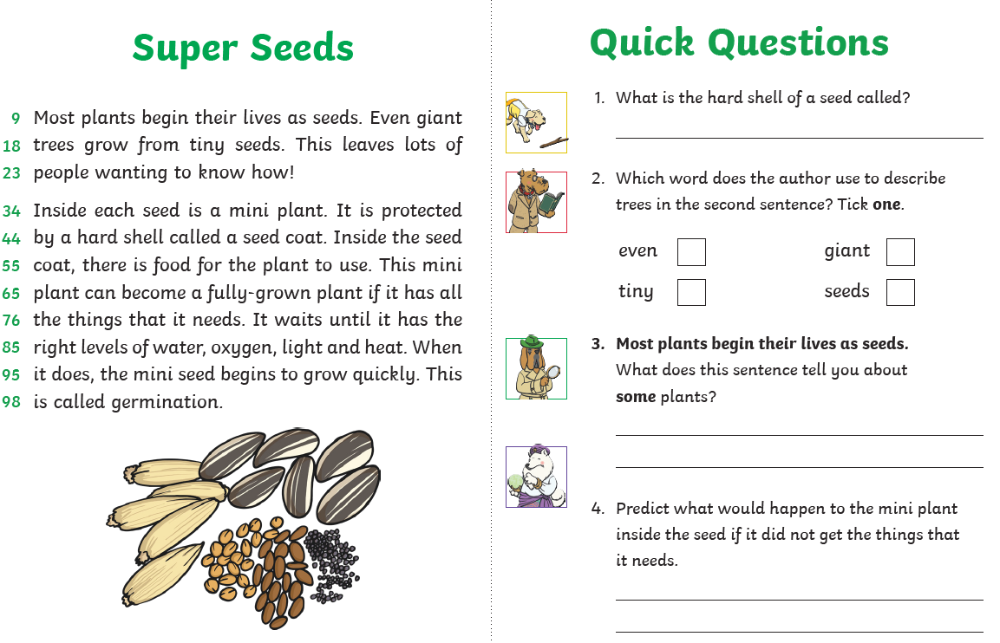 Super Seeds
9 Most plants begin their lives as seeds. Even giant
18 trees grow from tiny seeds. This leaves lots of
23 people wanting to know how!
34 Inside each seed is a mini plant. It is protected
44 by a hard shell called a seed coat. Inside the seed
55 coat, there is food for the plant to use. This mini
65 plant can become a fully-grown plant if it has all
76 the things that it needs. It waits until it has the
85 right levels of water, oxygen, light and heat. When
95 it does, the mini seed begins to grow quickly. This
98 is called germination.
Quick Questions
1. What is the hard shell of a seed called?
2. Which word does the author use to describe
trees in the second sentence? Tick one.
even giant
tiny seeds
3. Most plants begin their lives as seeds.
What does this sentence tell you about
some plants?
4. Predict what would happen to the mini plant
inside the seed if it did not get the things that
it needs.